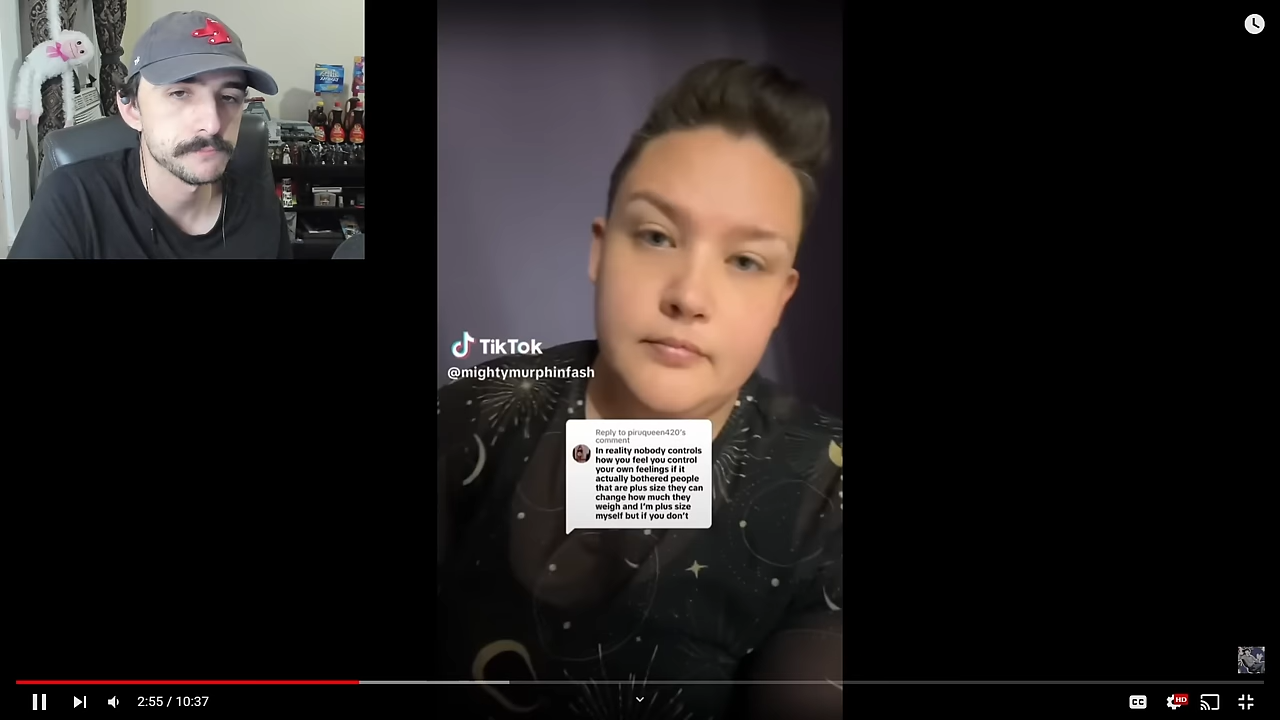 TikTok
@mightymurphinfash
Reply to piruqueen420's
comment
In reality nobody controls
how you feel you control
your own feelings if it
actually bothered people
that are plus size they can
change how much they
weigh and I'm plus size
myself but if you don't
2:55 / 10:37
CC
HD